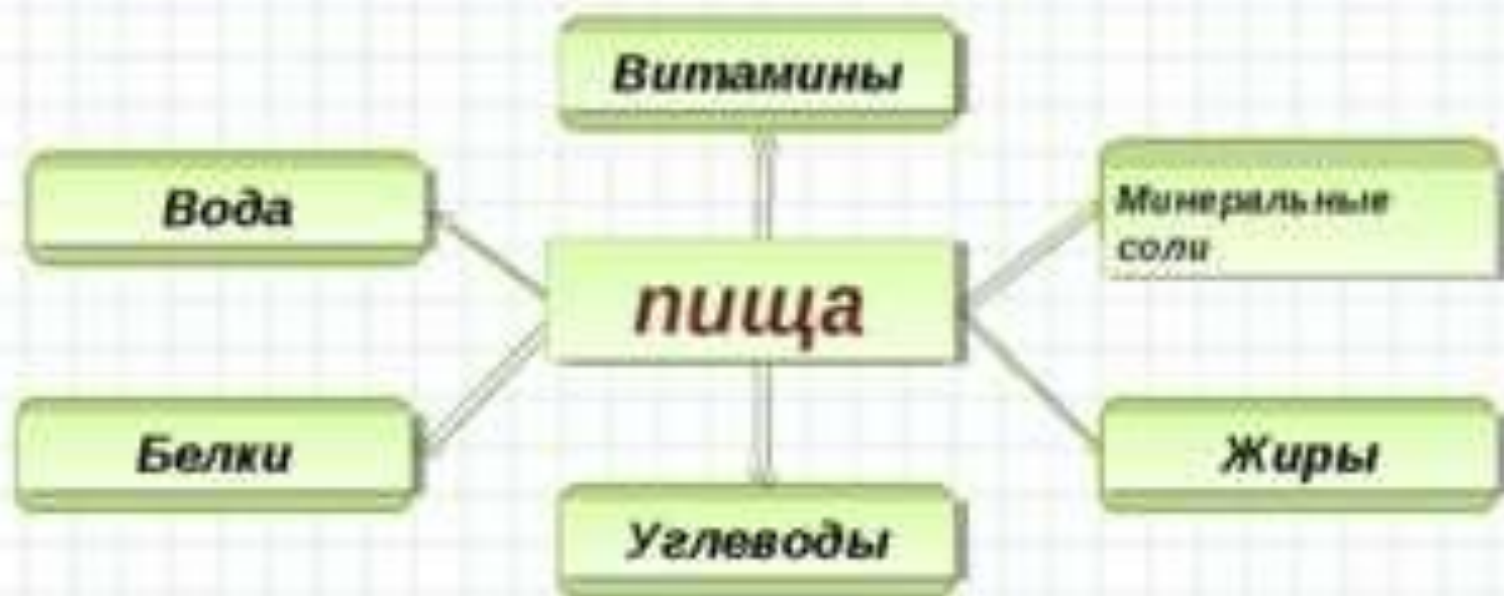 Витамины
Вода
Минеральные
соли
пища
Белки
Жиры
Углеводы